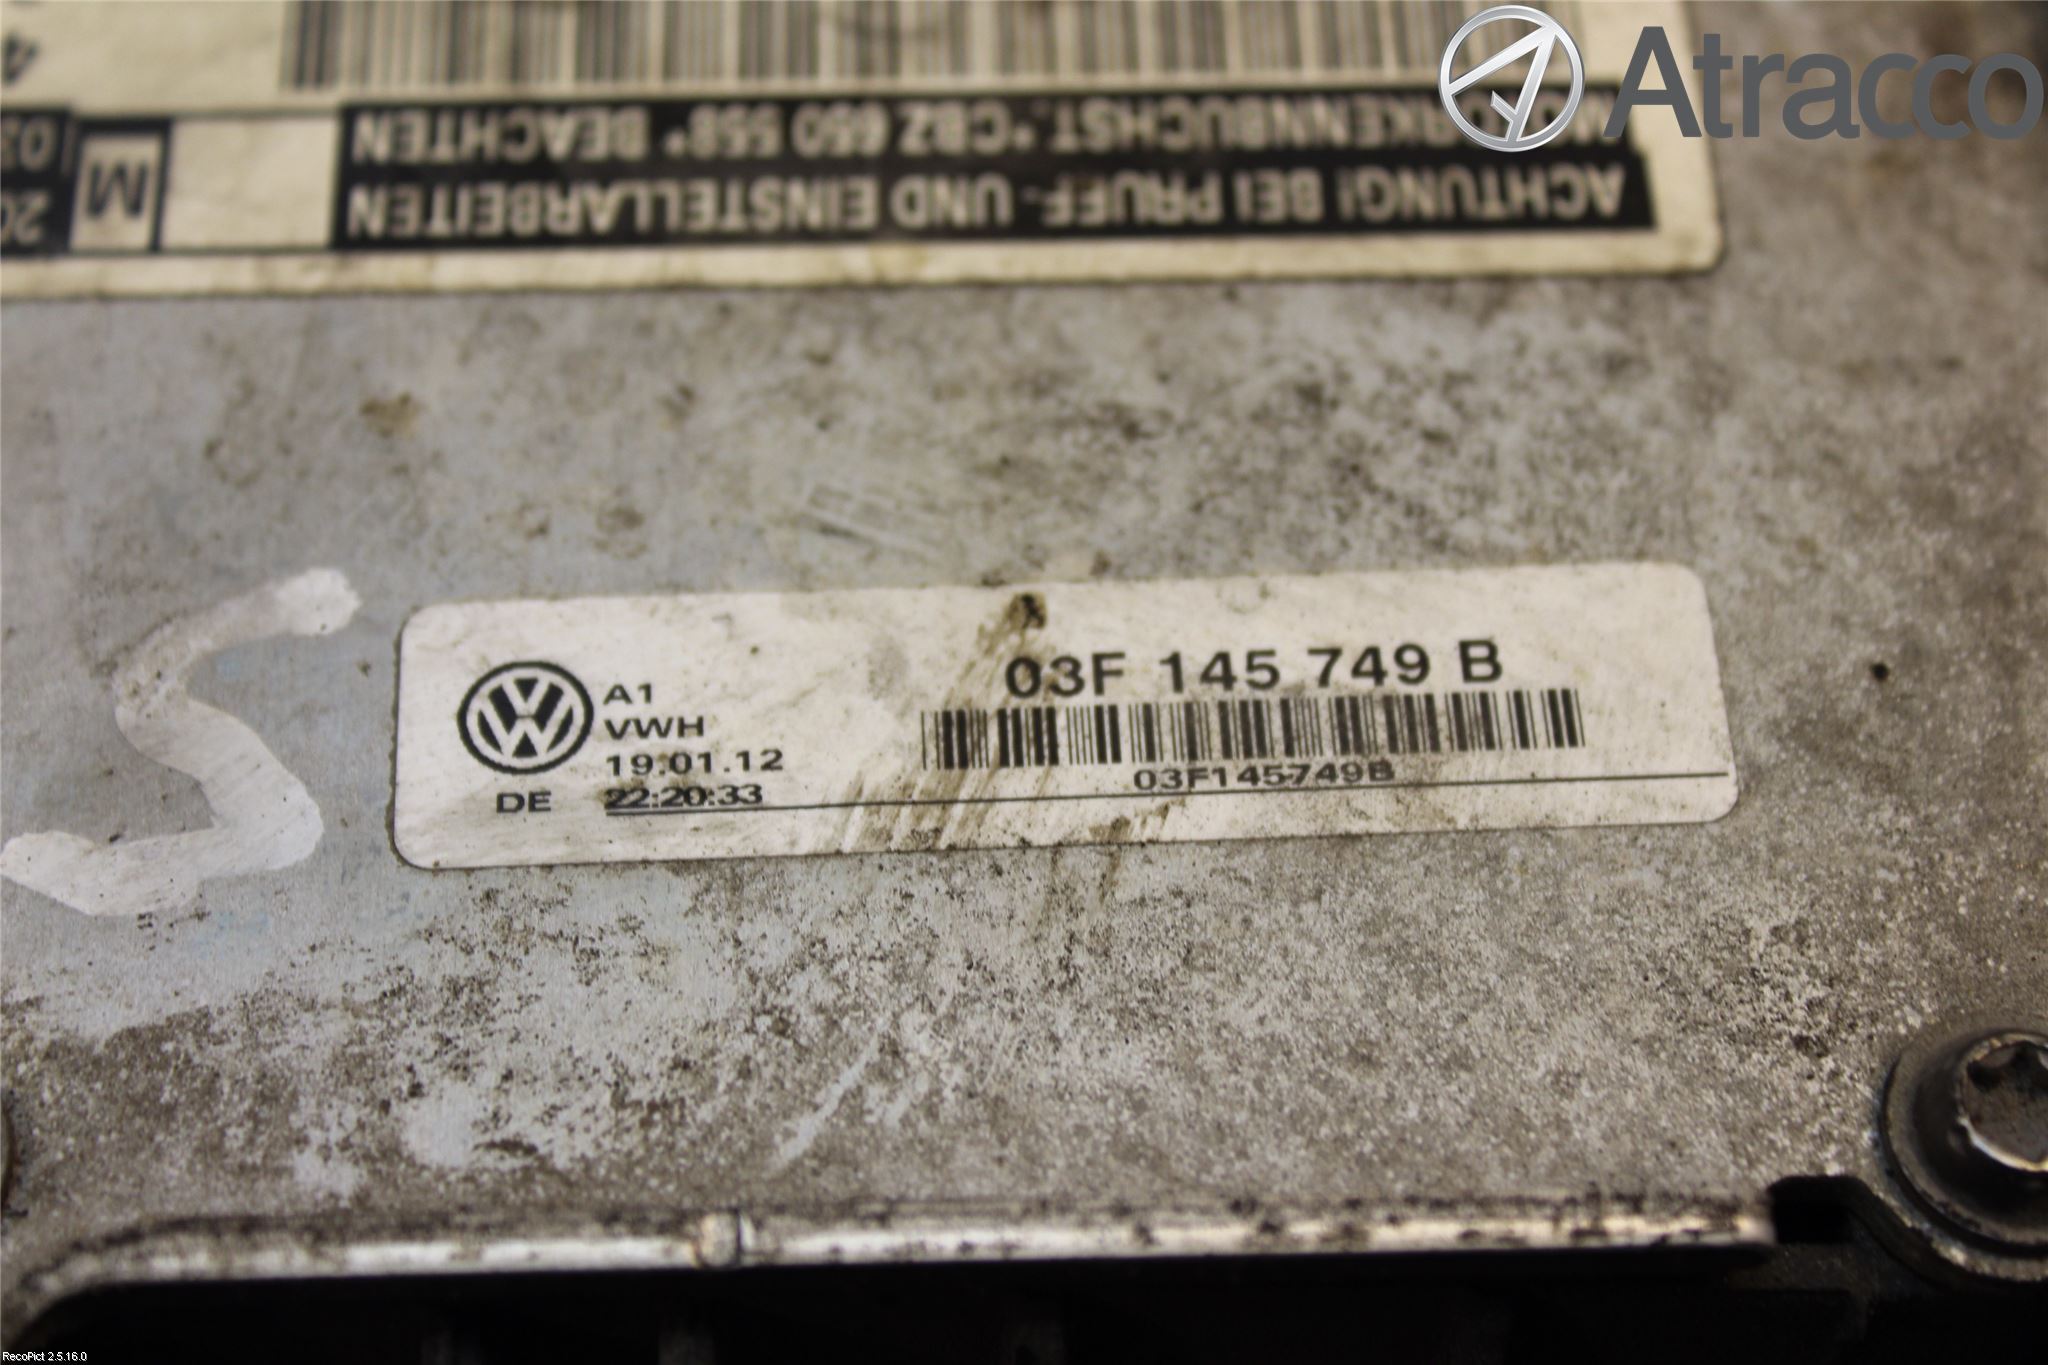 Atracco
ACHTUNG! BEI PRUFF- UND EINSTELLARBEITEN
MOTORKENNBUCHST. *CBZ 650 558* BEACHTEN
M
03F 145 749 B
A1
VWH
19.01.12
DE 22:20:33
03F145749B
RecoPict 2.5.16.0